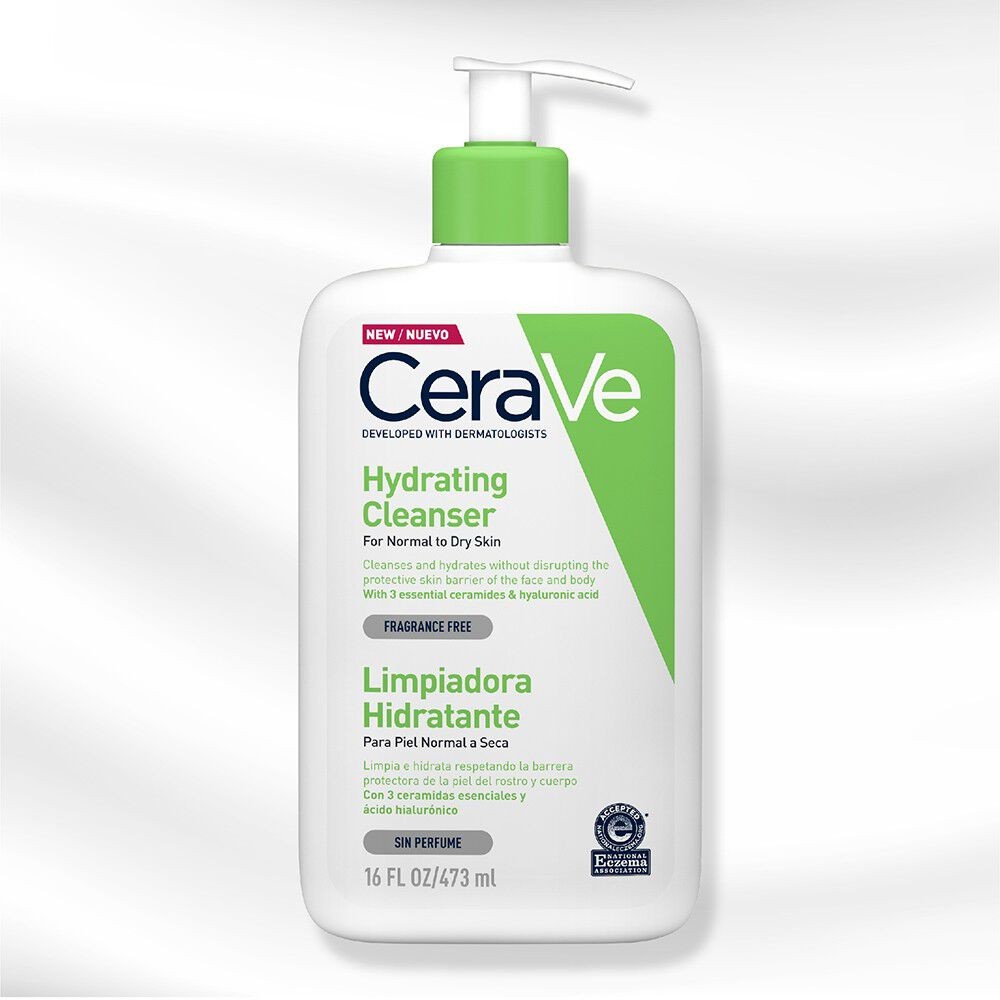 NEW / NUEVO
CeraVe
DEVELOPED WITH DERMATOLOGISTS
Hydrating
Cleanser
For Normal to Dry Skin
Cleanses and hydrates without disrupting the
protective skin barrier of the face and body
With 3 essential ceramides & hyaluronic acid
FRAGRANCE FREE
Limpiadora
Hidratante
Para Piel Normal a Seca
Limpia e hidrata respetando la barrera
protectora de la piel del rostro y cuerpo
Con 3 ceramidas esenciales y
ácido hialurónico
SIN PERFUME
16 FL OZ/473 ml
ACCEPTED
NATIONALECZEMA.ORG
NATIONAL
Eczema
ASSOCIATION